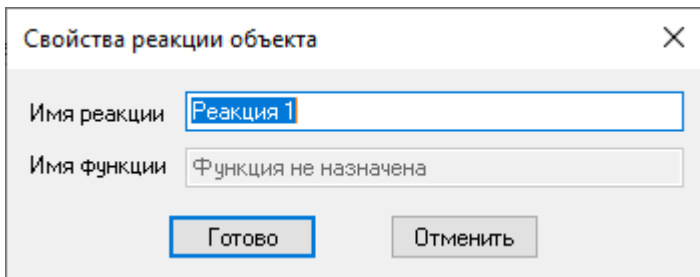 Свойства реакции объекта
Имя реакции Реакция 1
Имя функции Функция не назначена
Готово Отменить